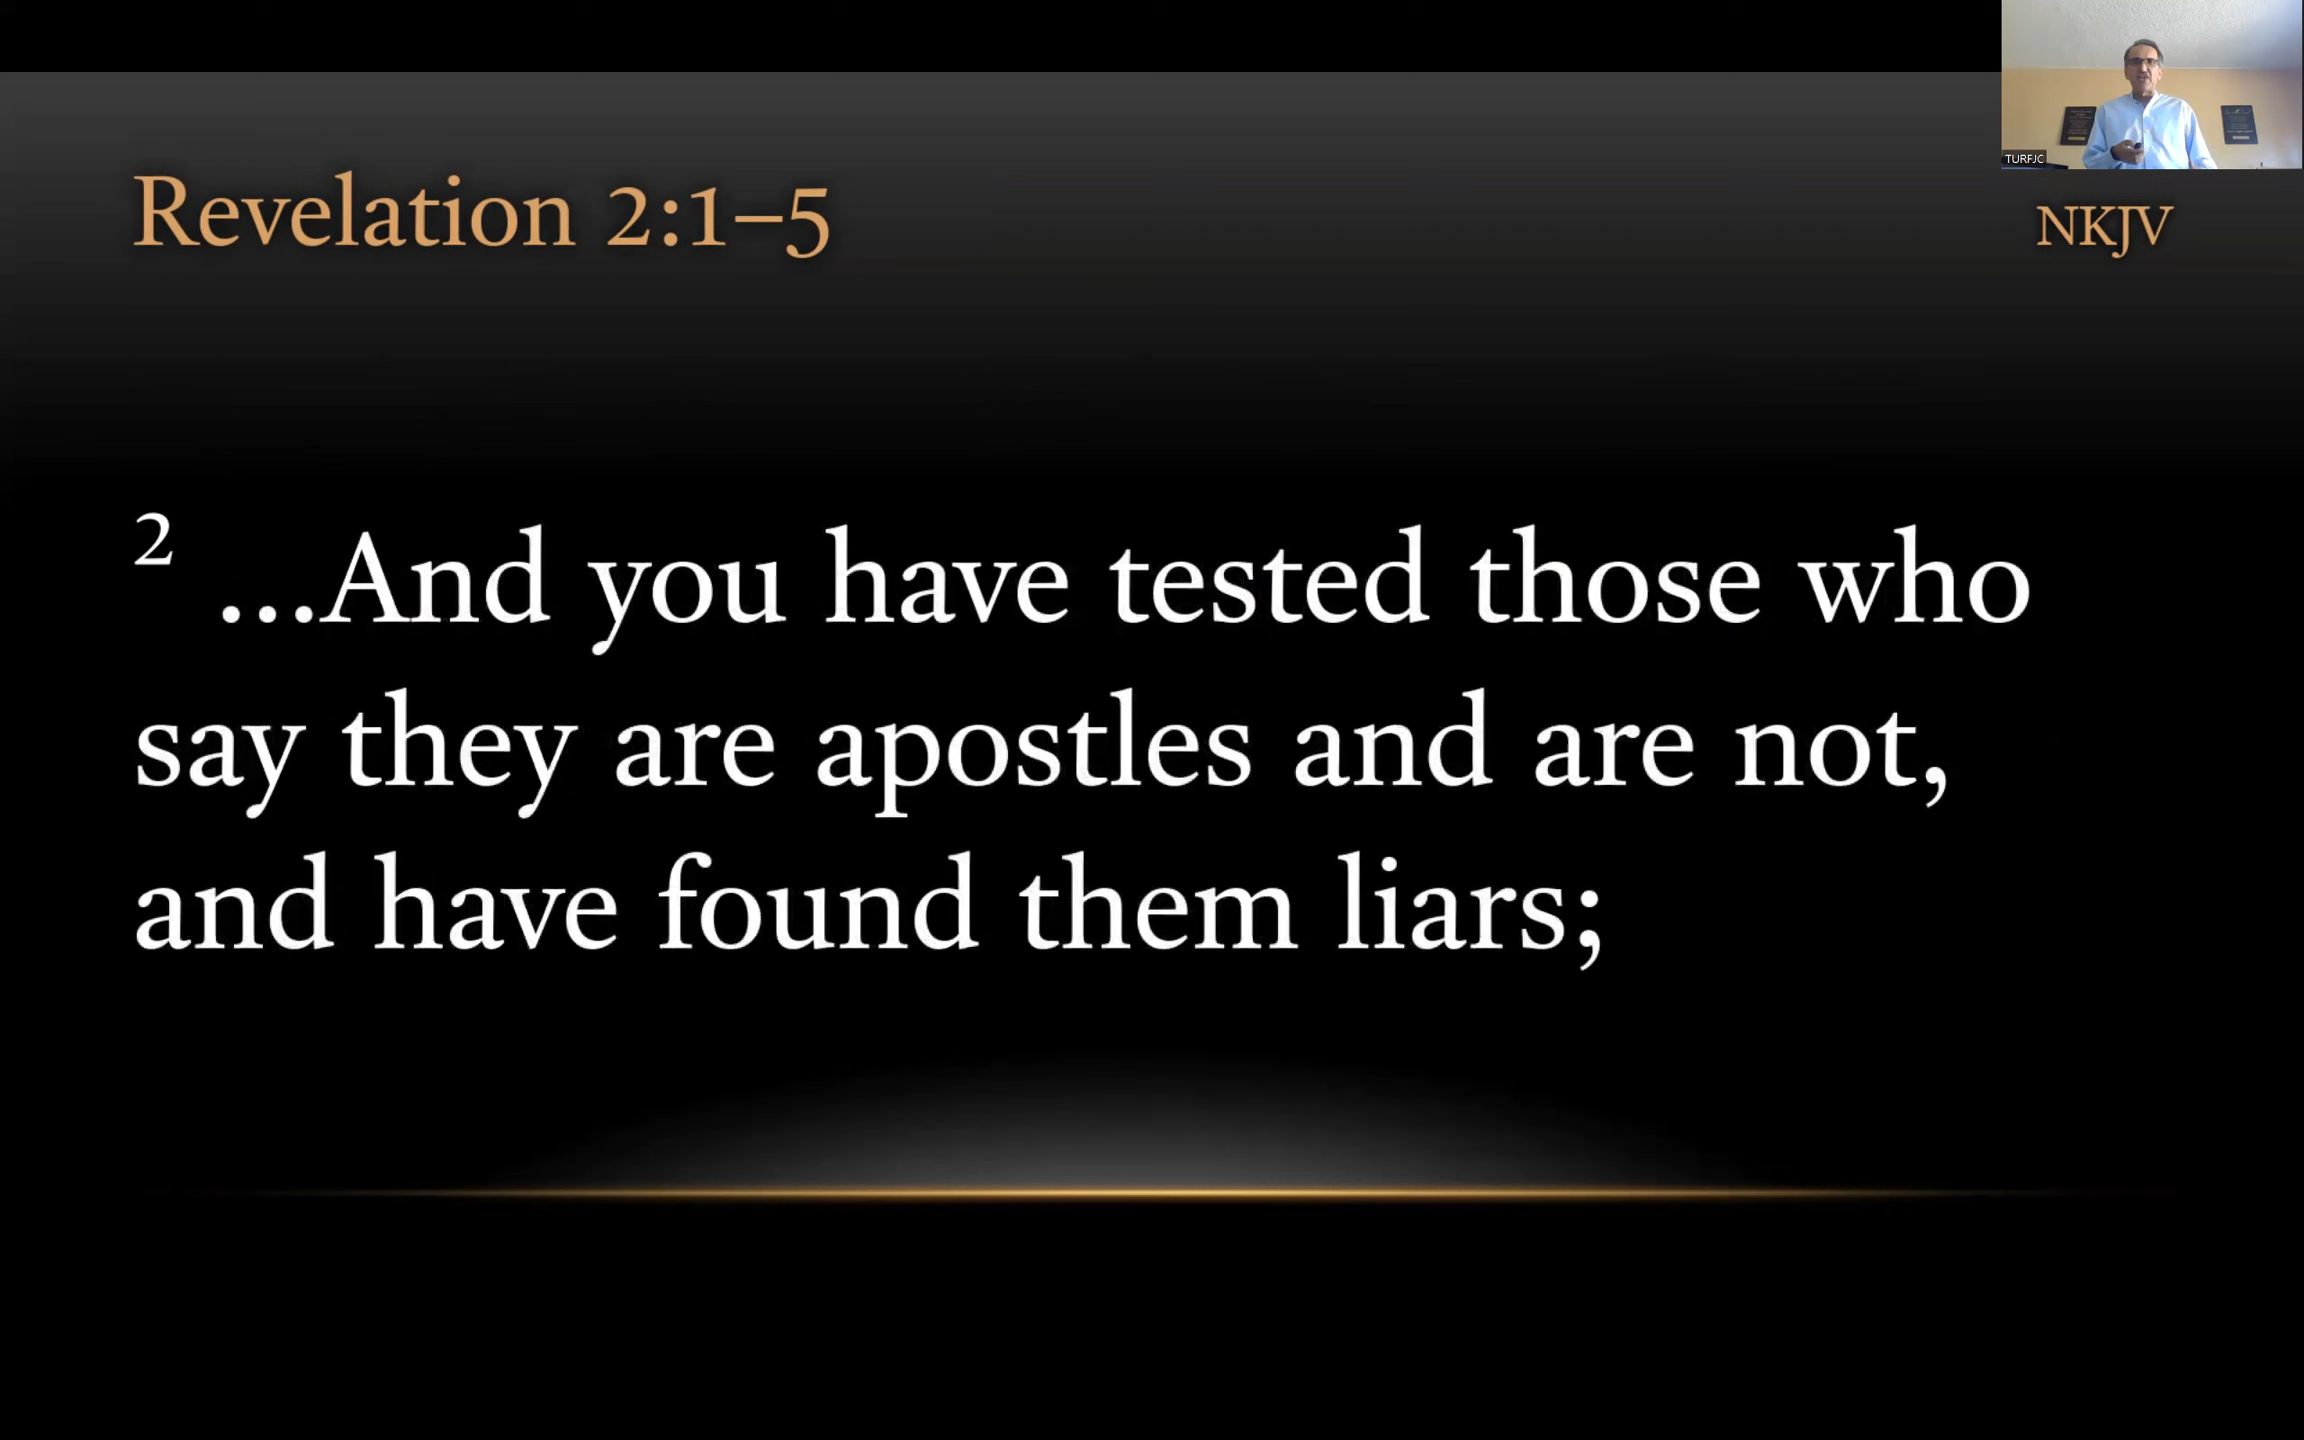 TURFJC
Revelation 2:1–5
NKJV
2 ...And you have tested those who
say they are apostles and are not,
and have found them liars;